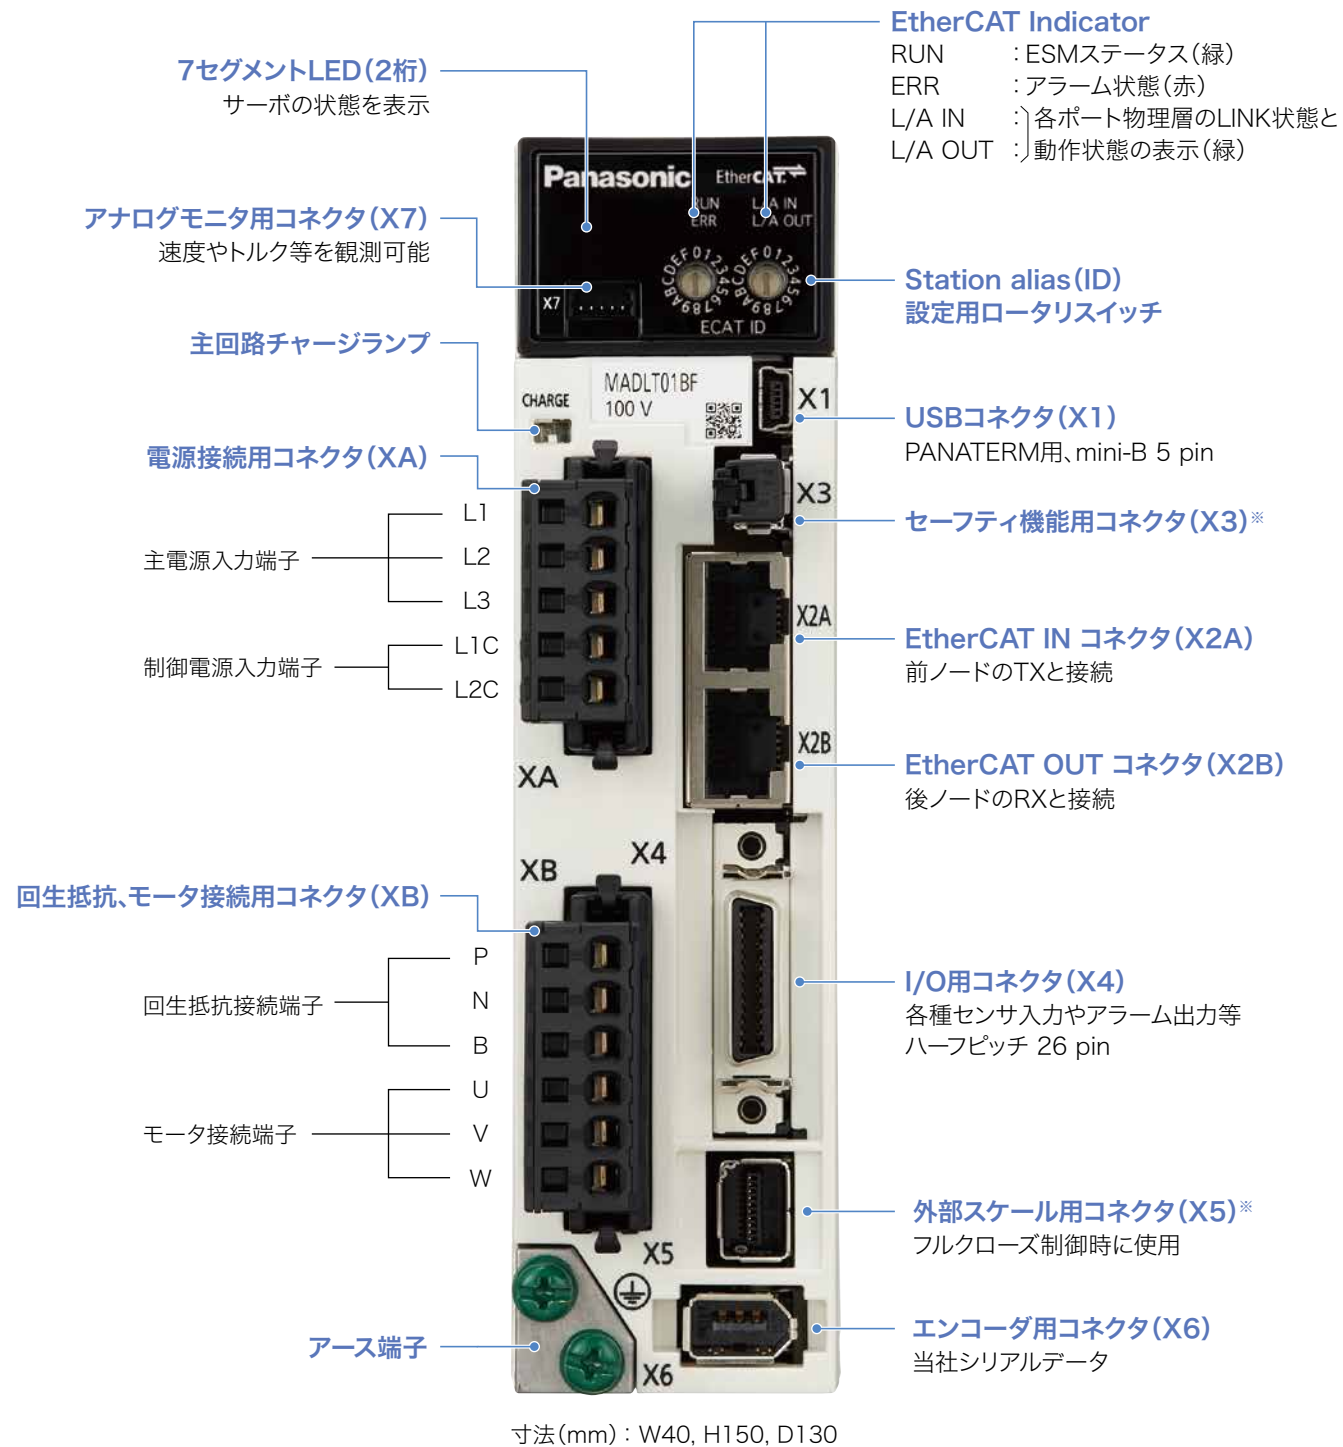 EtherCAT Indicator
RUN : ESMステータス(緑)
ERR : アラーム状態(赤)
L/A IN : 各ポート物理層のLINK状態と
L/A OUT : 動作状態の表示(緑)
7セグメントLED(2桁)
サーボの状態を表示
アナログモニタ用コネクタ(X7)
速度やトルク等を観測可能
主回路チャージランプ
電源接続用コネクタ(XA)
主電源入力端子
L1
L2
L3
制御電源入力端子
L1C
L2C
回生抵抗、モータ接続用コネクタ(XB)
回生抵抗接続端子
P
N
B
モータ接続端子
U
V
W
アース端子
Panasonic
EtherCAT
RUN
ERR
L/A IN
L/A OUT
0123456789ABCDEF
0123456789ABCDEF
X7
ECAT ID
MADLT01BF
100 V
CHARGE
X1
X3
X2A
X2B
XA
XB
X4
X5
X6
Station alias(ID)
設定用ロータリスイッチ
USBコネクタ(X1)
PANATERM用、mini-B 5 pin
セーフティ機能用コネクタ(X3)※
EtherCAT IN コネクタ(X2A)
前ノードのTXと接続
EtherCAT OUT コネクタ(X2B)
後ノードのRXと接続
I/O用コネクタ(X4)
各種センサ入力やアラーム出力等
ハーフピッチ 26 pin
外部スケール用コネクタ(X5)※
フルクローズ制御時に使用
エンコーダ用コネクタ(X6)
当社シリアルデータ
寸法(mm):W40, H150, D130